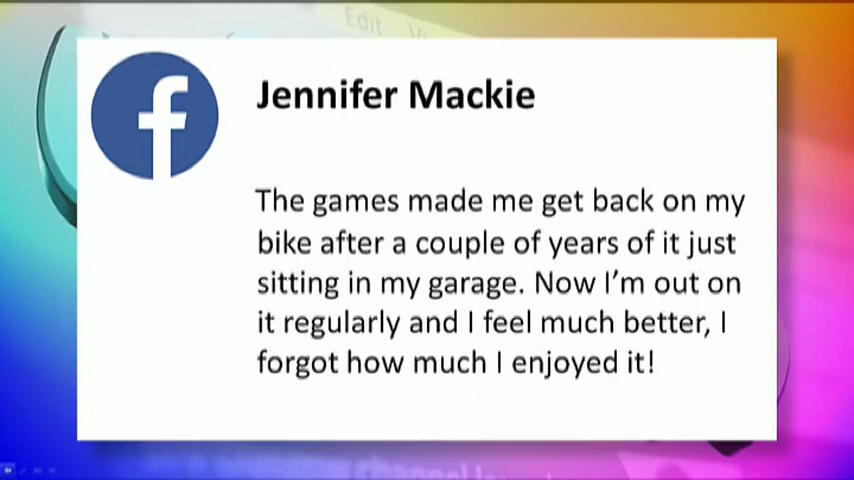 Edit
Jennifer Mackie
The games made me get back on my
bike after a couple of years of it just
sitting in my garage. Now I'm out on
it regularly and I feel much better, I
forgot how much I enjoyed it!